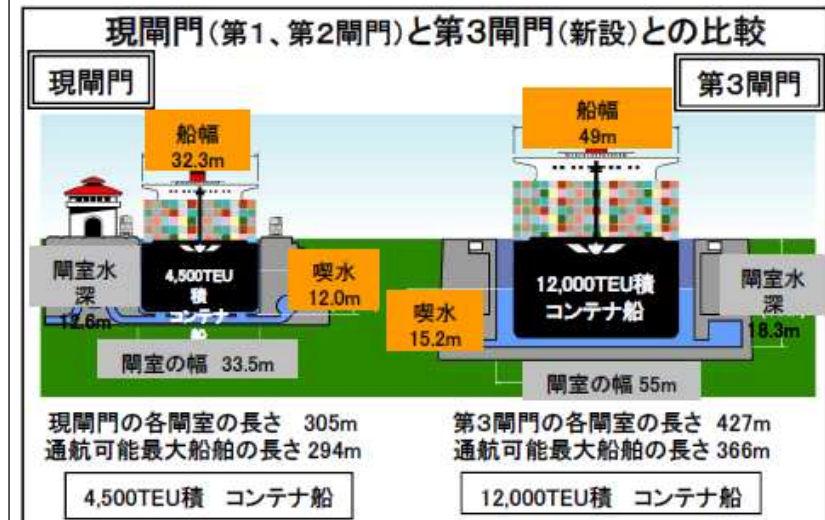 現閘門(第1、第2閘門)と第3閘門(新設)との比較
現閘門
第3閘門
船幅
32.3m
船幅
49m
閘室水
深
12.6m
4,500TEU
積
コンテナ
船
喫水
12.0m
閘室の幅 33.5m
喫水
15.2m
12,000TEU積
コンテナ船
閘室水
深
18.3m
閘室の幅 55m
現閘門の各閘室の長さ 305m
通航可能最大船舶の長さ 294m
第3閘門の各閘室の長さ 427m
通航可能最大船舶の長さ 366m
4,500TEU積 コンテナ船
12,000TEU積 コンテナ船